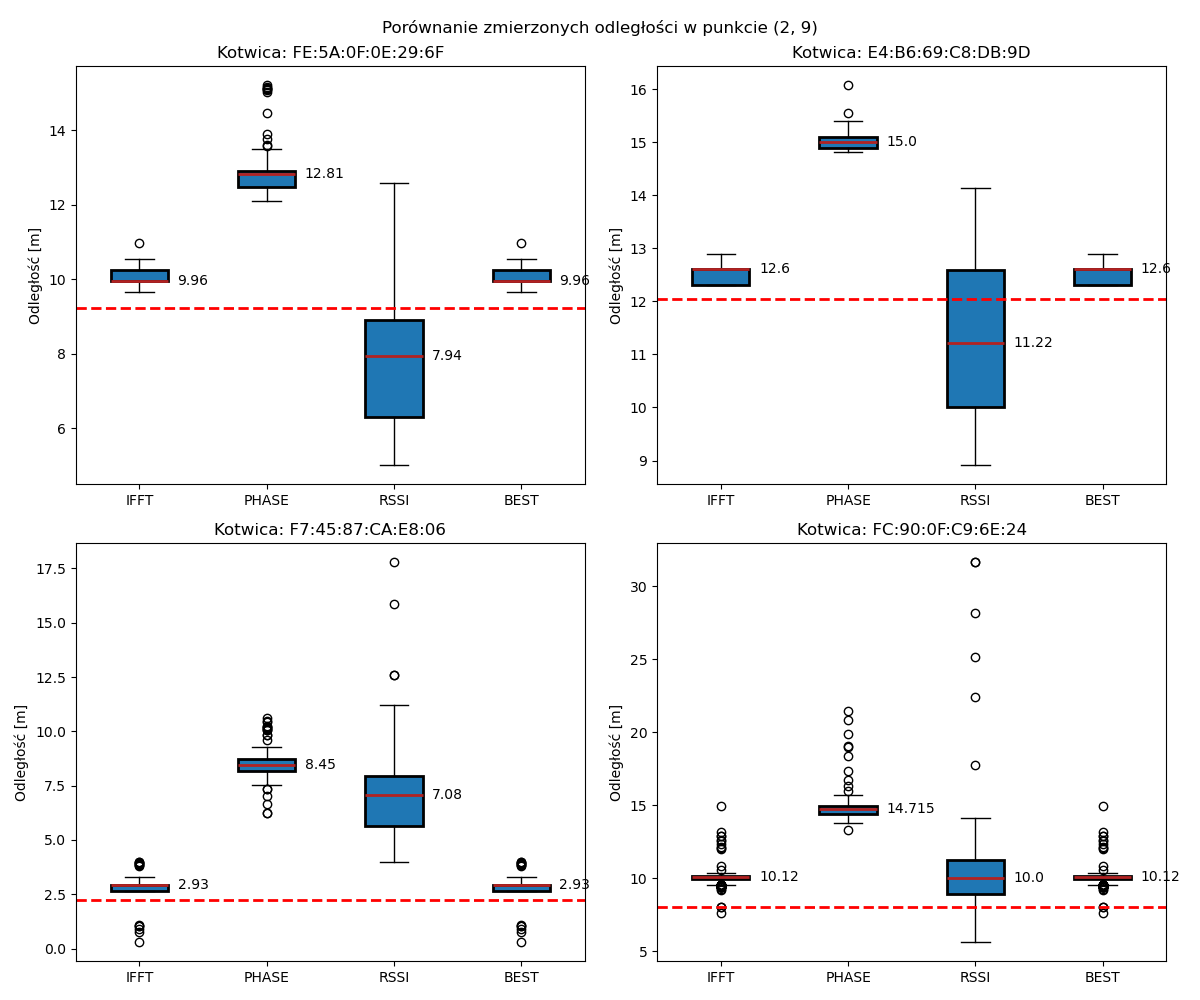 Porównanie zmierzonych odległości w punkcie (2, 9)
Kotwica: FE:5A:0F:0E:29:6F
Odległość [m]
14
12
10
8
6
9.96
12.81
7.94
9.96
IFFT
PHASE
RSSI
BEST
Kotwica: E4:B6:69:C8:DB:9D
Odległość [m]
16
15
14
13
12
11
10
9
12.6
15.0
11.22
12.6
IFFT
PHASE
RSSI
BEST
Kotwica: F7:45:87:CA:E8:06
Odległość [m]
17.5
15.0
12.5
10.0
7.5
5.0
2.5
0.0
2.93
8.45
7.08
2.93
IFFT
PHASE
RSSI
BEST
Kotwica: FC:90:0F:C9:6E:24
Odległość [m]
30
25
20
15
10
5
10.12
14.715
10.0
10.12
IFFT
PHASE
RSSI
BEST